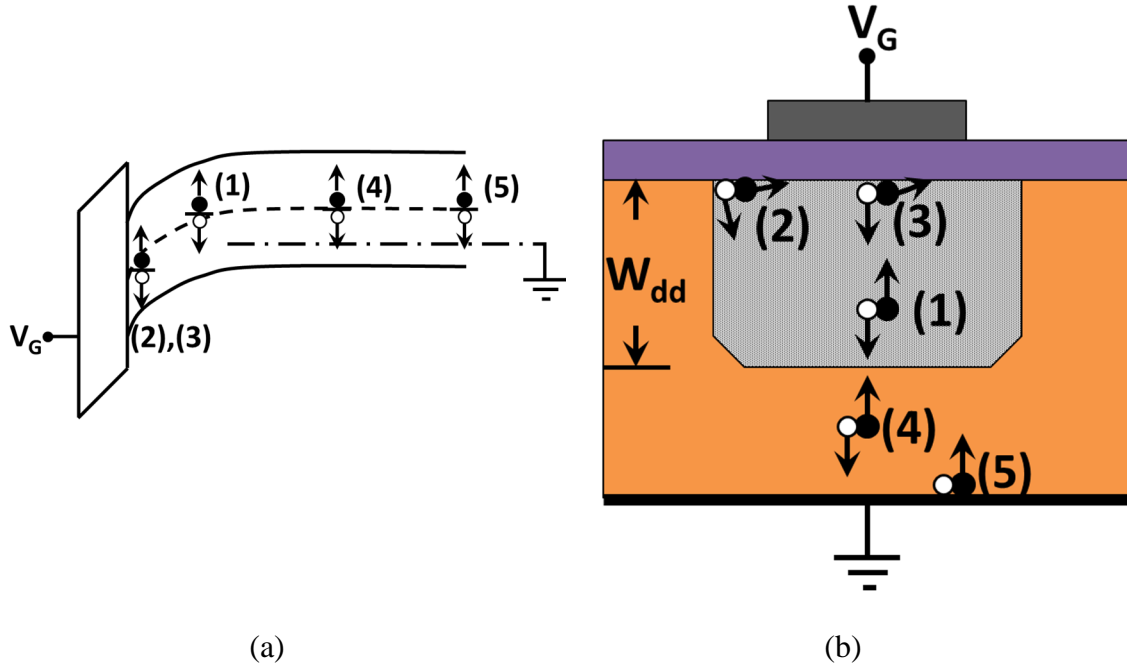 V_G
(1)
(4)
(5)
V_G
(2),(3)
(a)
V_G
(2)
(3)
W_dd
(1)
(4)
(5)
(b)